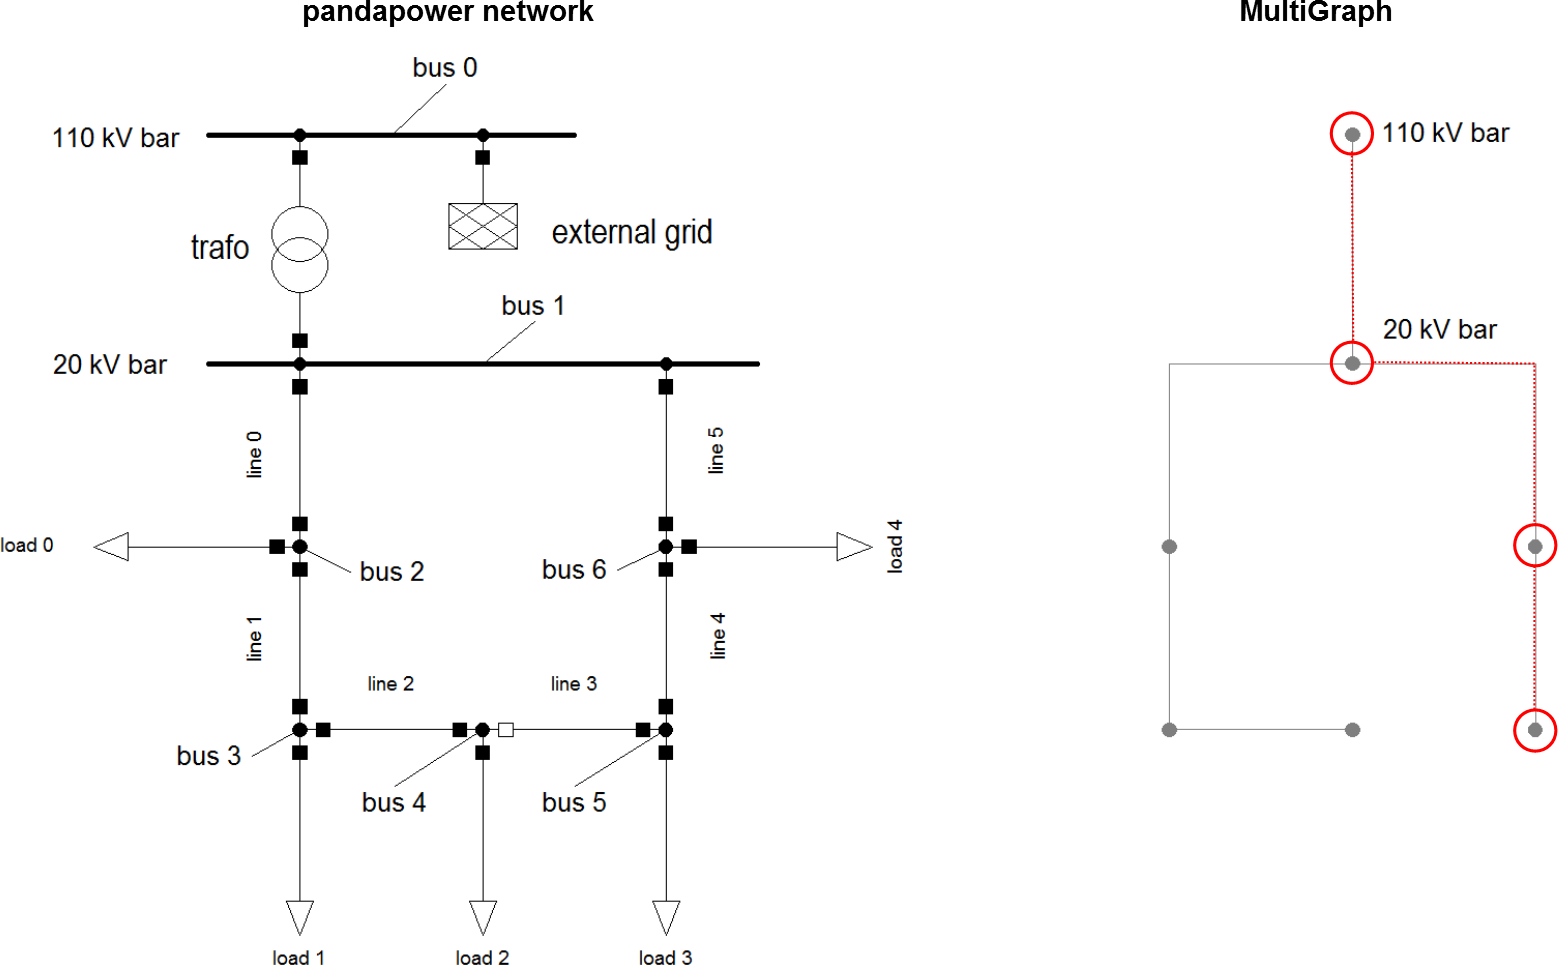 pandapower network
MultiGraph
bus 0
110 kV bar
110 kV bar
trafo
external grid
bus 1
20 kV bar
20 kV bar
line 0
line 5
load 0
load 4
bus 2
bus 6
line 1
line 4
line 2
line 3
bus 3
bus 4
bus 5
load 1
load 2
load 3